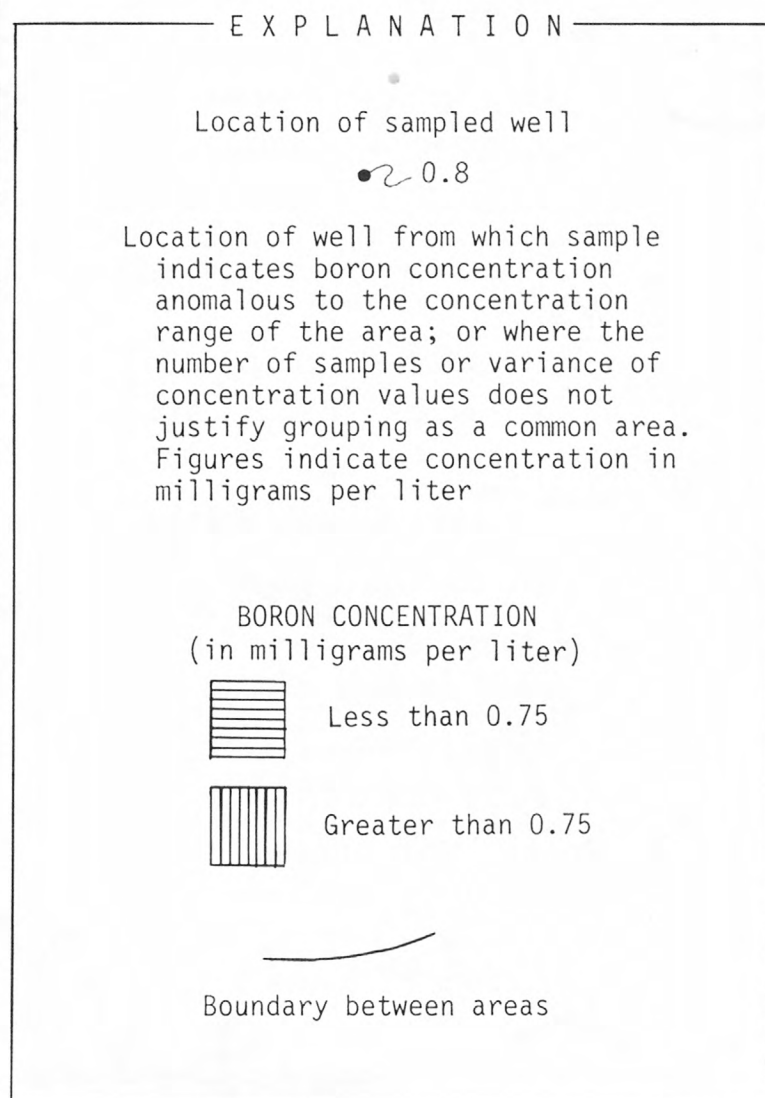 EXPLANATION
Location of sampled well
0.8
Location of well from which sample
indicates boron concentration
anomalous to the concentration
range of the area; or where the
number of samples or variance of
concentration values does not
justify grouping as a common area.
Figures indicate concentration in
milligrams per liter
BORON CONCENTRATION
(in milligrams per liter)
Less than 0.75
Greater than 0.75
Boundary between areas